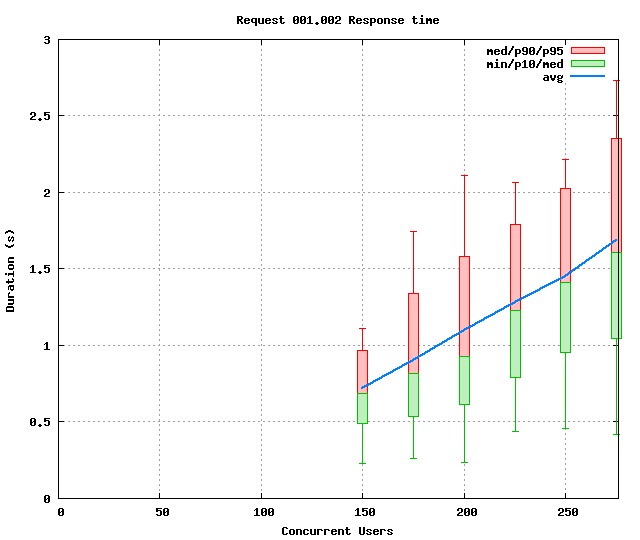 Request 001.002 Response time
3
2.5
2
1.5
1
0.5
0
med/p90/p95
min/p10/med
avg
Duration (s)
0 50 100 150 200 250
Concurrent Users